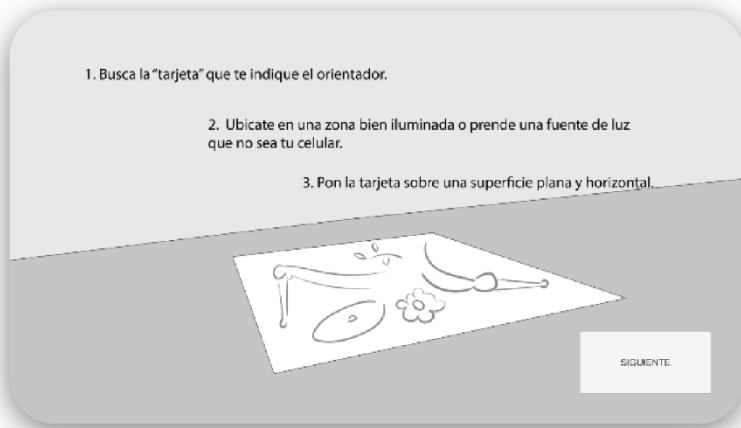 1. Busca la “tarjeta” que te indique el orientador.
2. Ubicate en una zona bien iluminada o prende una fuente de luz
que no sea tu celular.
3. Pon la tarjeta sobre una superficie plana y horizontal.
SIGUIENTE